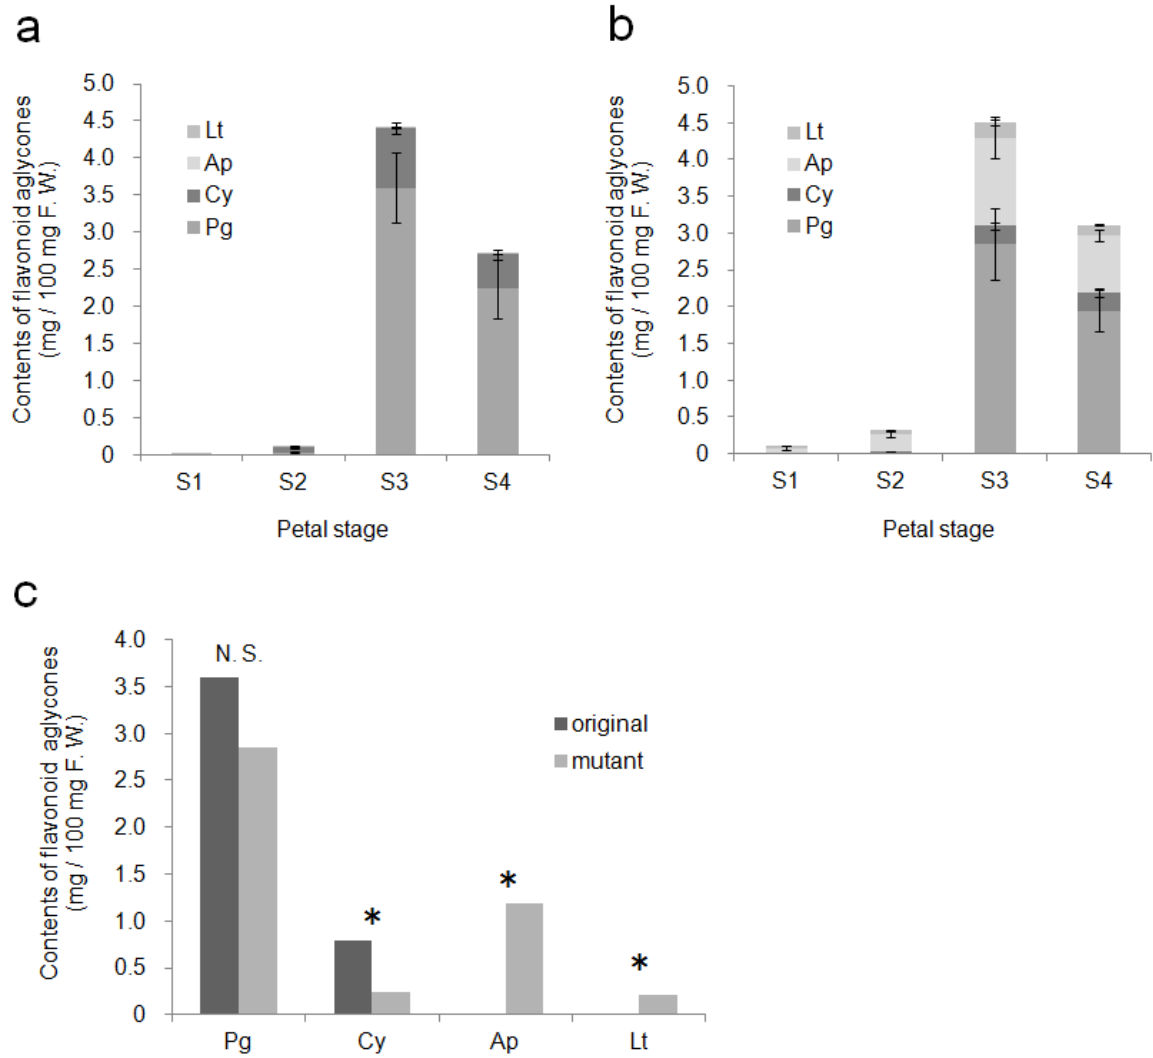 a
Contents of flavonoid aglycones
(mg / 100 mg F. W.)
5.0
4.5
4.0
3.5
3.0
2.5
2.0
1.5
1.0
0.5
0
Lt
Ap
Cy
Pg
S1 S2 S3 S4
Petal stage
b
Contents of flavonoid aglycones
(mg / 100 mg F. W.)
5.0
4.5
4.0
3.5
3.0
2.5
2.0
1.5
1.0
0.5
0
Lt
Ap
Cy
Pg
S1 S2 S3 S4
Petal stage
c
Contents of flavonoid aglycones
(mg / 100 mg F. W.)
4.0
3.5
3.0
2.5
2.0
1.5
1.0
0.5
0
N. S.
*
*
*
original
mutant
Pg Cy Ap Lt